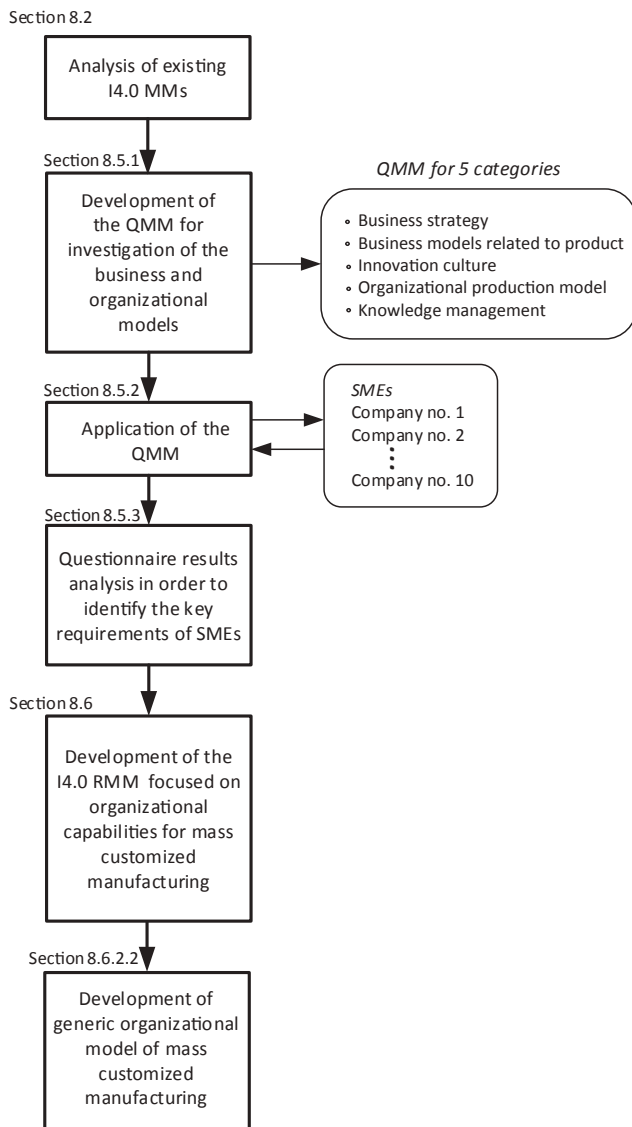 Section 8.2
Analysis of existing
I4.0 MMs
Section 8.5.1
Development of
the QMM for
investigation of the
business and
organizational
models
QMM for 5 categories
∘ Business strategy
∘ Business models related to product
∘ Innovation culture
∘ Organizational production model
∘ Knowledge management
Section 8.5.2
Application of the
QMM
SMEs
Company no. 1
Company no. 2
⋮
Company no. 10
Section 8.5.3
Questionnaire results
analysis in order to
identify the key
requirements of SMEs
Section 8.6
Development of the
I4.0 RMM focused on
organizational
capabilities for mass
customized
manufacturing
Section 8.6.2.2
Development of
generic organizational
model of mass
customized
manufacturing